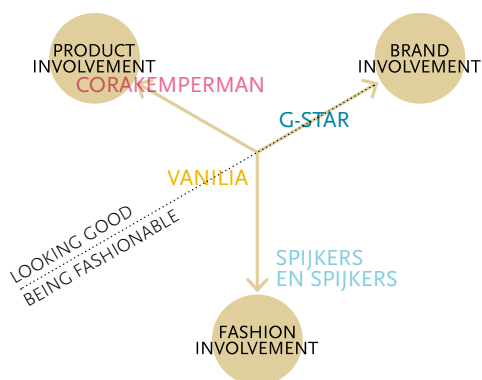 PRODUCT
INVOLVEMENT
BRAND
INVOLVEMENT
CORAKEMPERMAN
G-STAR
VANILIA
LOOKING GOOD
BEING FASHIONABLE
SPIJKERS
EN SPIJKERS
FASHION
INVOLVEMENT